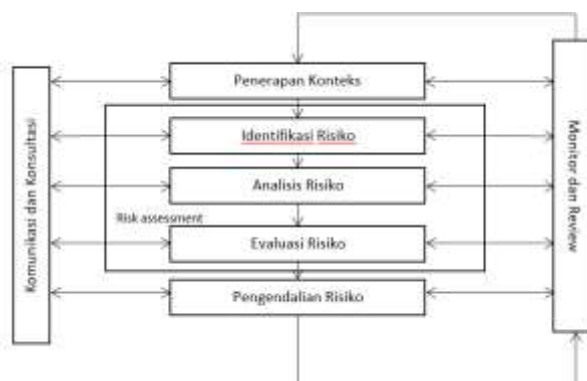 Penerapan Konteks
Komunikasi dan Konsultasi
Identifikasi Risiko
Analisis Risiko
Risk assessment
Evaluasi Risiko
Pengendalian Risiko
Monitor dan Review